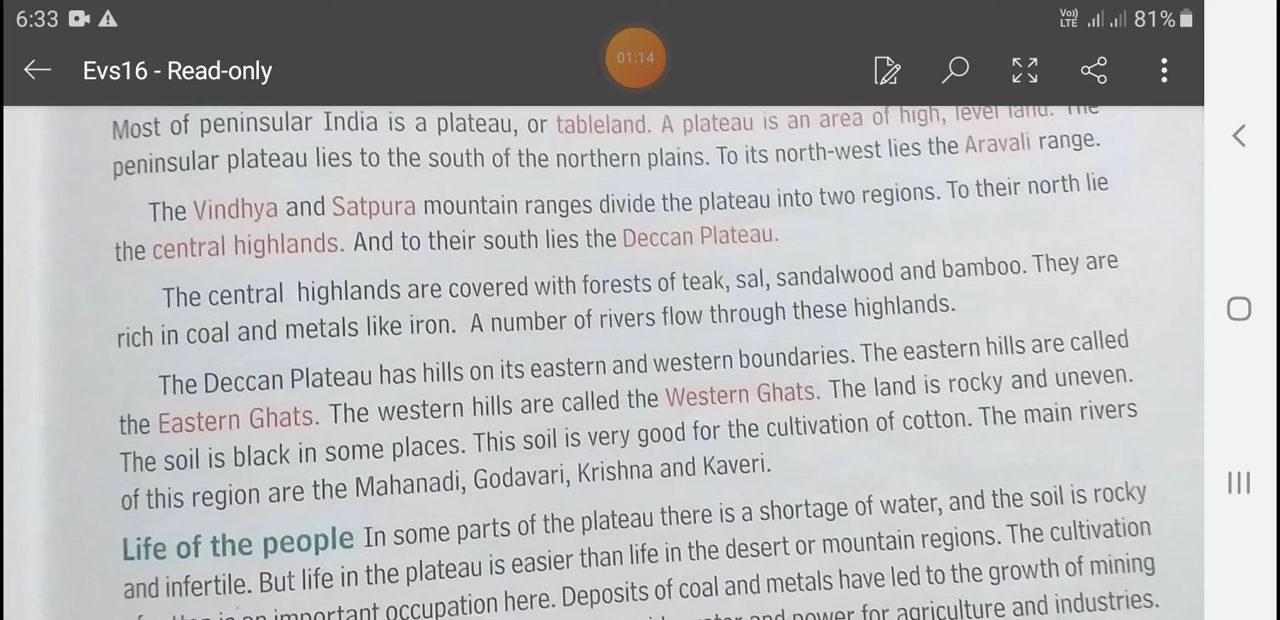 6:33
Vo))
LTE
81%
01:14
Evs16 - Read-only
Most of peninsular India is a plateau, or tableland. A plateau is an area of high, level land. The
peninsular plateau lies to the south of the northern plains. To its north-west lies the Aravali range.
The Vindhya and Satpura mountain ranges divide the plateau into two regions. To their north lie
the central highlands. And to their south lies the Deccan Plateau.
The central highlands are covered with forests of teak, sal, sandalwood and bamboo. They are
rich in coal and metals like iron. A number of rivers flow through these highlands.
The Deccan Plateau has hills on its eastern and western boundaries. The eastern hills are called
the Eastern Ghats. The western hills are called the Western Ghats. The land is rocky and uneven.
The soil is black in some places. This soil is very good for the cultivation of cotton. The main rivers
of this region are the Mahanadi, Godavari, Krishna and Kaveri.
Life of the people In some parts of the plateau there is a shortage of water, and the soil is rocky
and infertile. But life in the plateau is easier than life in the desert or mountain regions. The cultivation
important occupation here. Deposits of coal and metals have led to the growth of mining
and power for agriculture and industries.